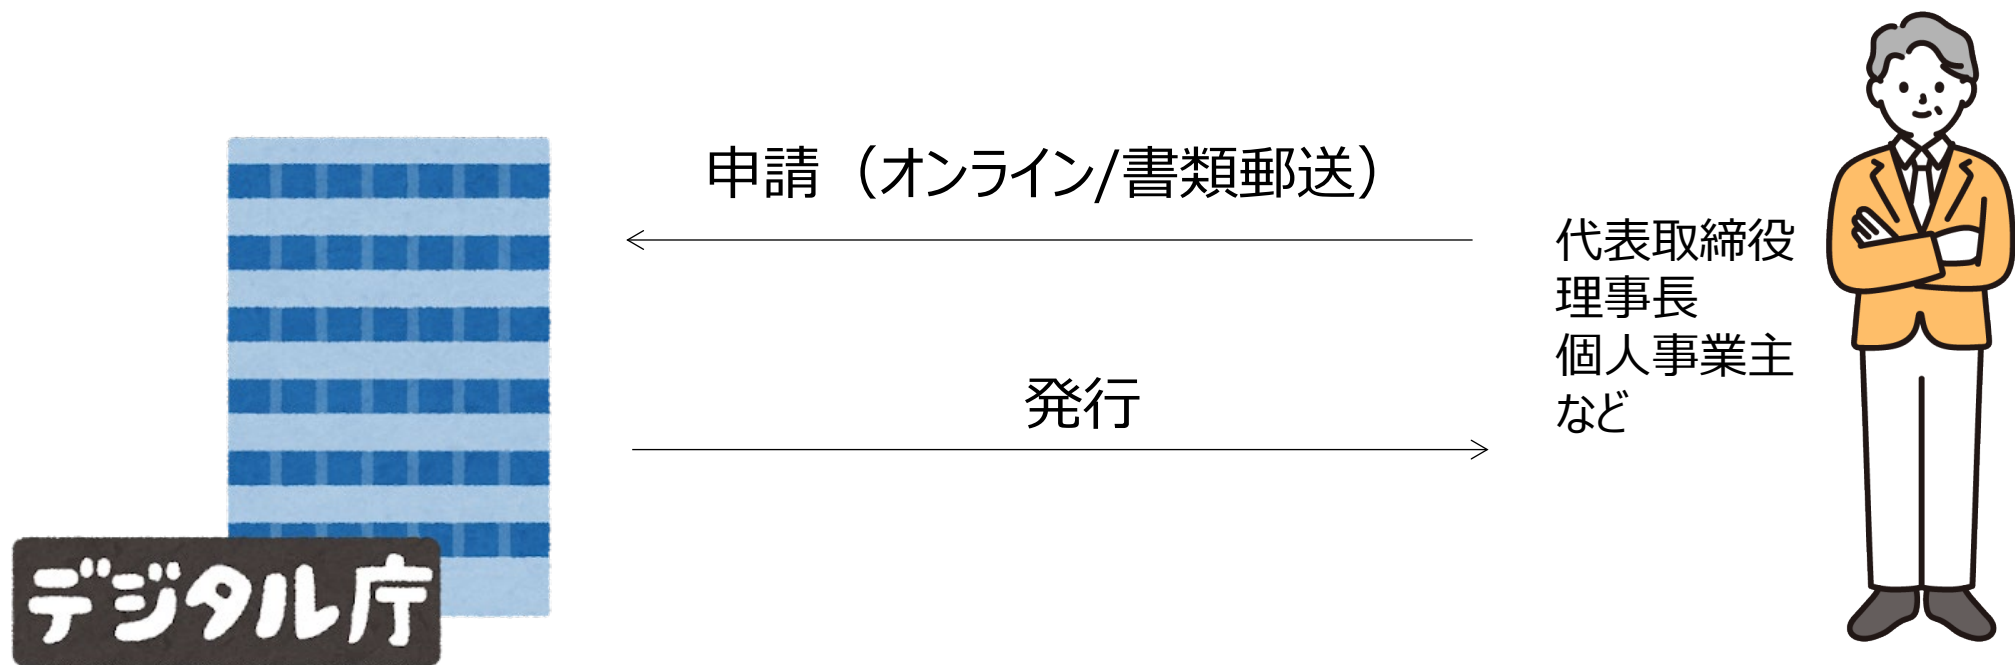 申請（オンライン/書類郵送）
代表取締役
理事長
個人事業主
など
発行
デジタル庁